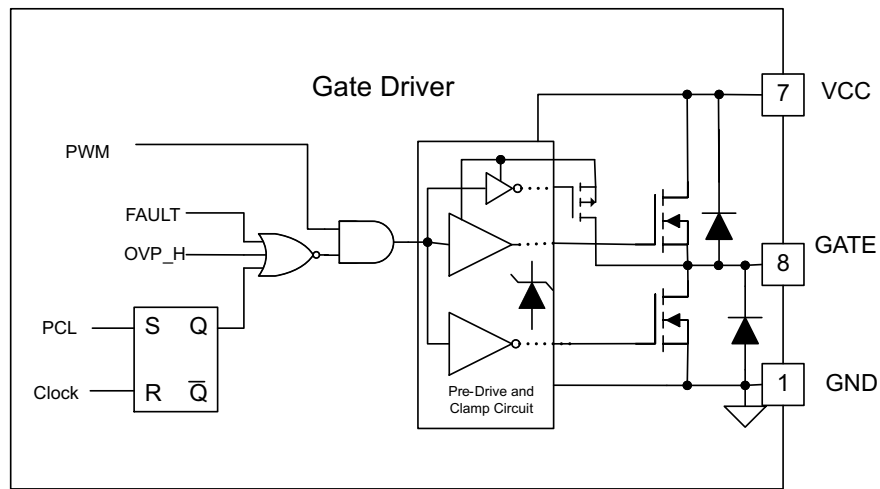 Gate Driver
7 VCC
PWM
FAULT
OVP_H
GATE
8
PCL
S Q
Clock
R Q̅
Pre-Drive and
Clamp Circuit
1 GND